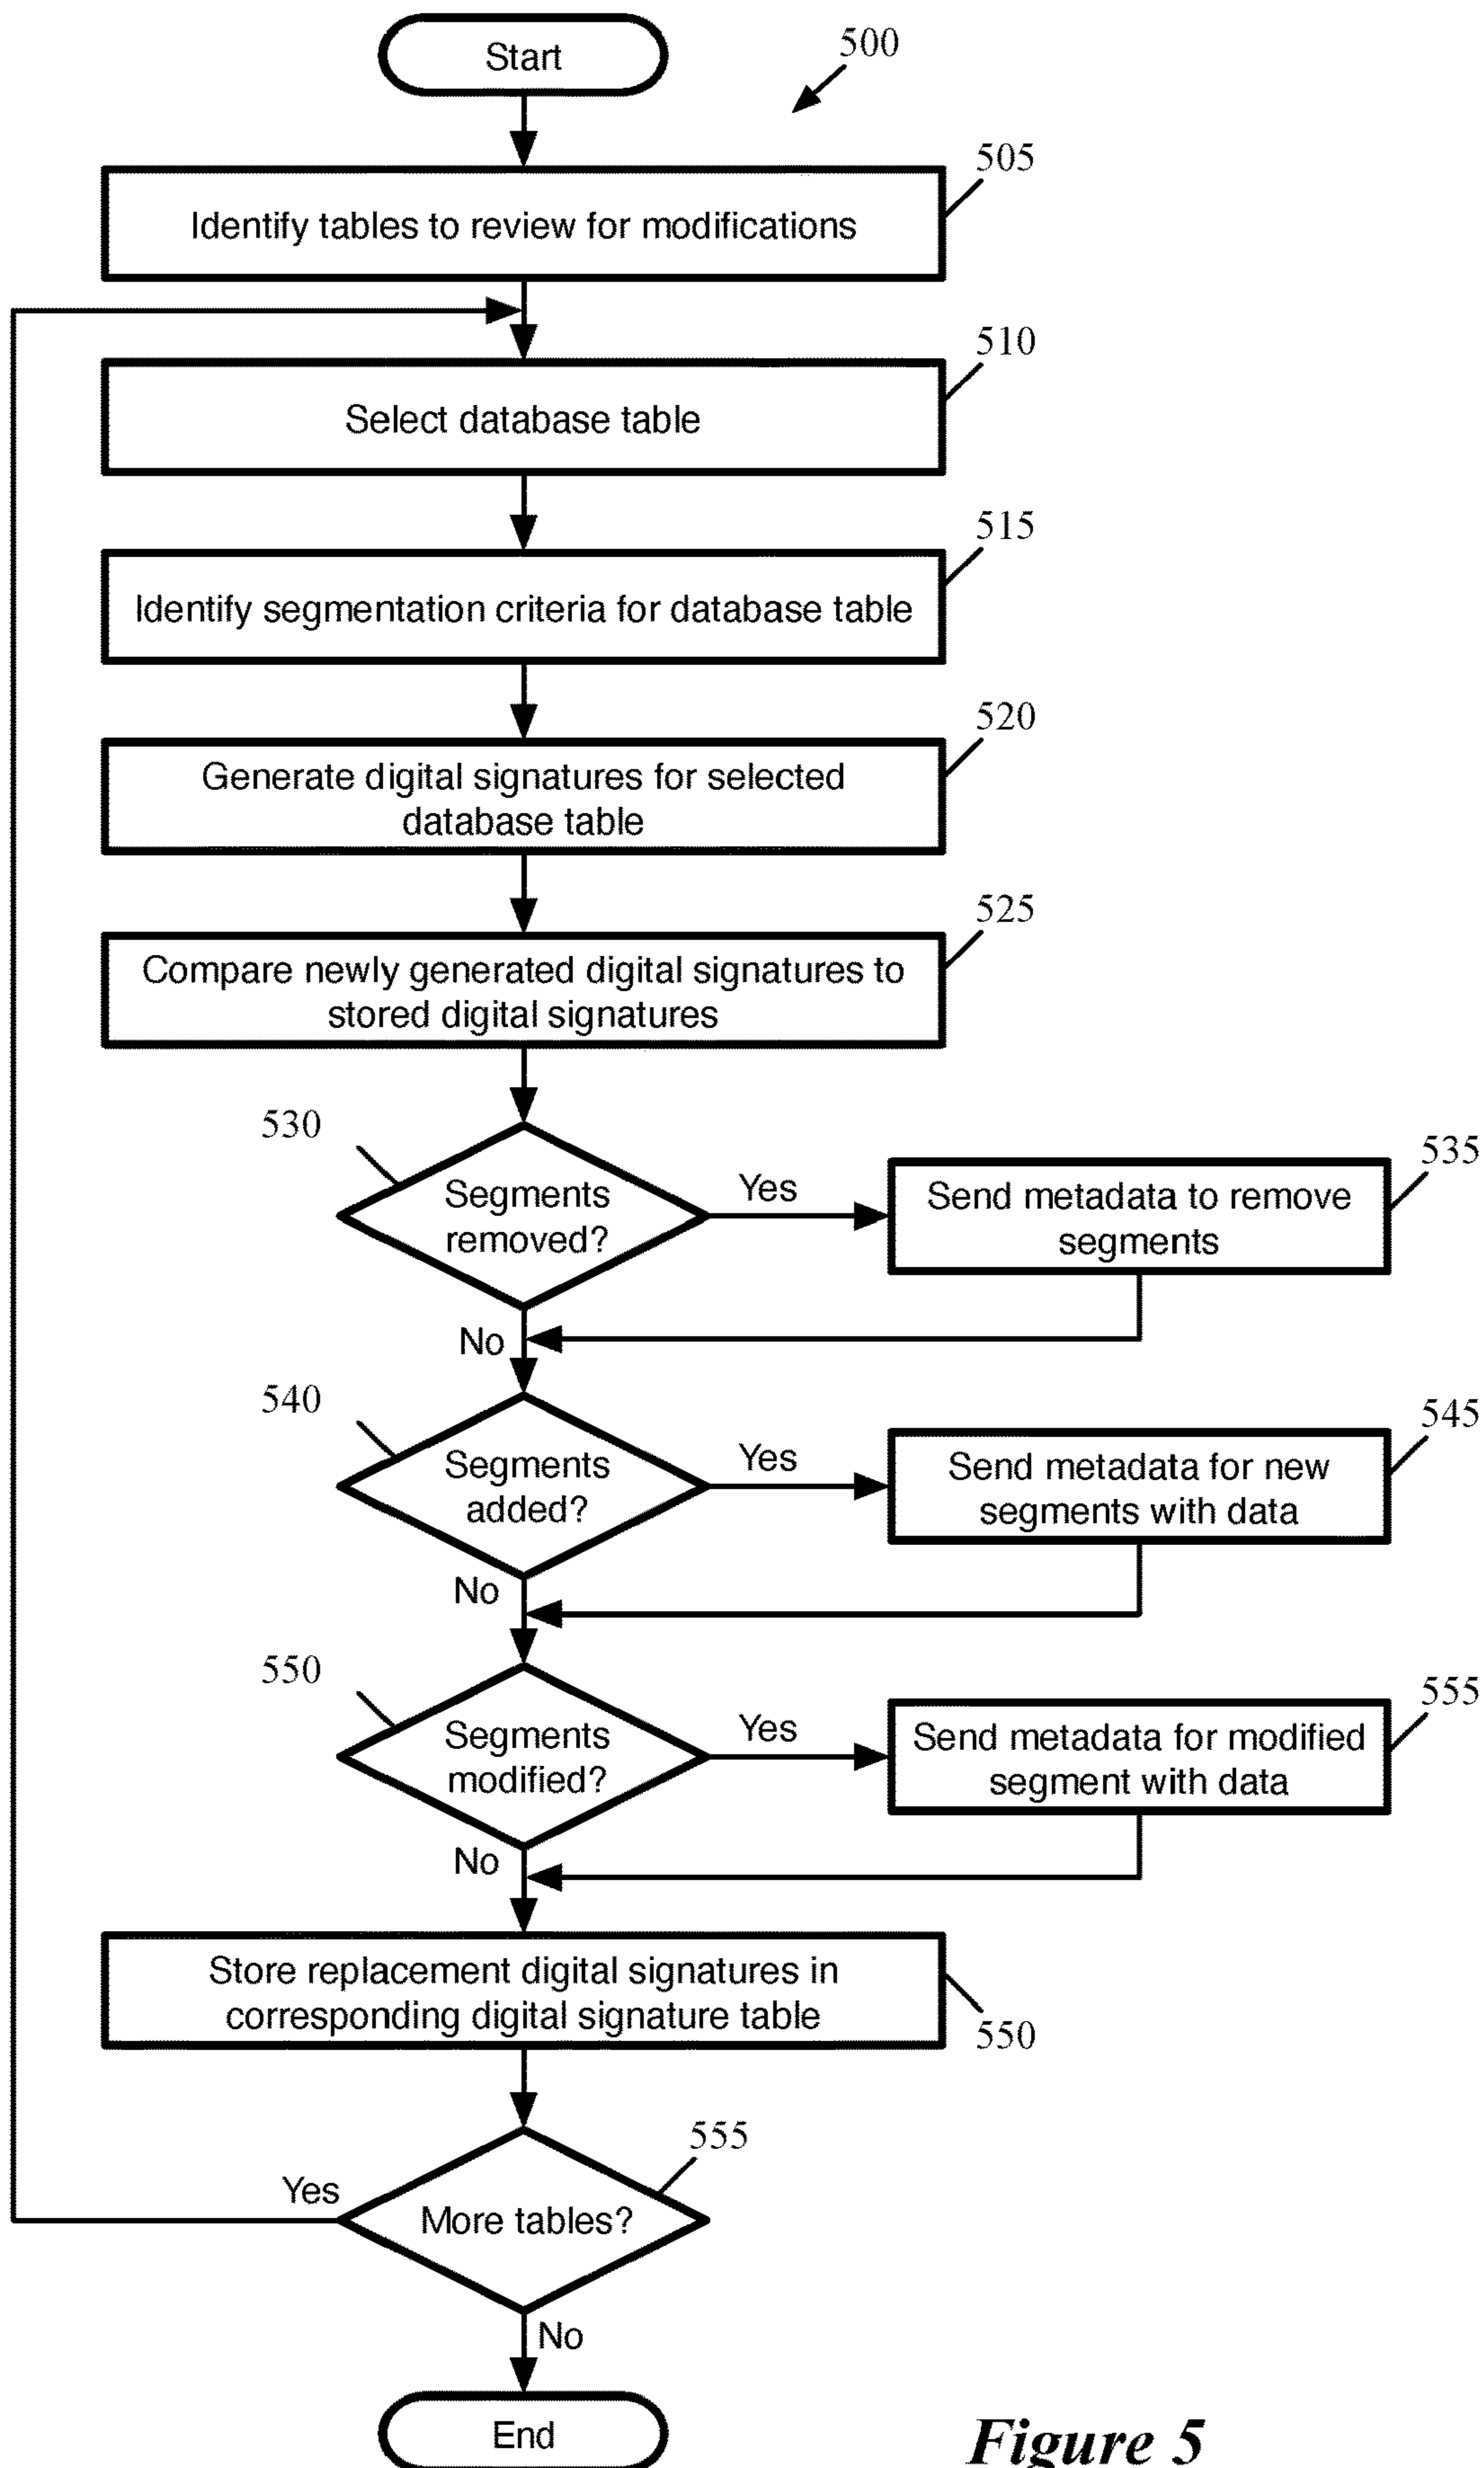 Start
500
505
Identify tables to review for modifications
510
Select database table
515
Identify segmentation criteria for database table
520
Generate digital signatures for selected
database table
525
Compare newly generated digital signatures to
stored digital signatures
530
Segments
removed?
Yes
535
Send metadata to remove
segments
No
540
Segments
added?
Yes
545
Send metadata for new
segments with data
No
550
Segments
modified?
Yes
555
Send metadata for modified
segment with data
No
Store replacement digital signatures in
corresponding digital signature table
550
555
Yes
More tables?
No
End
Figure 5